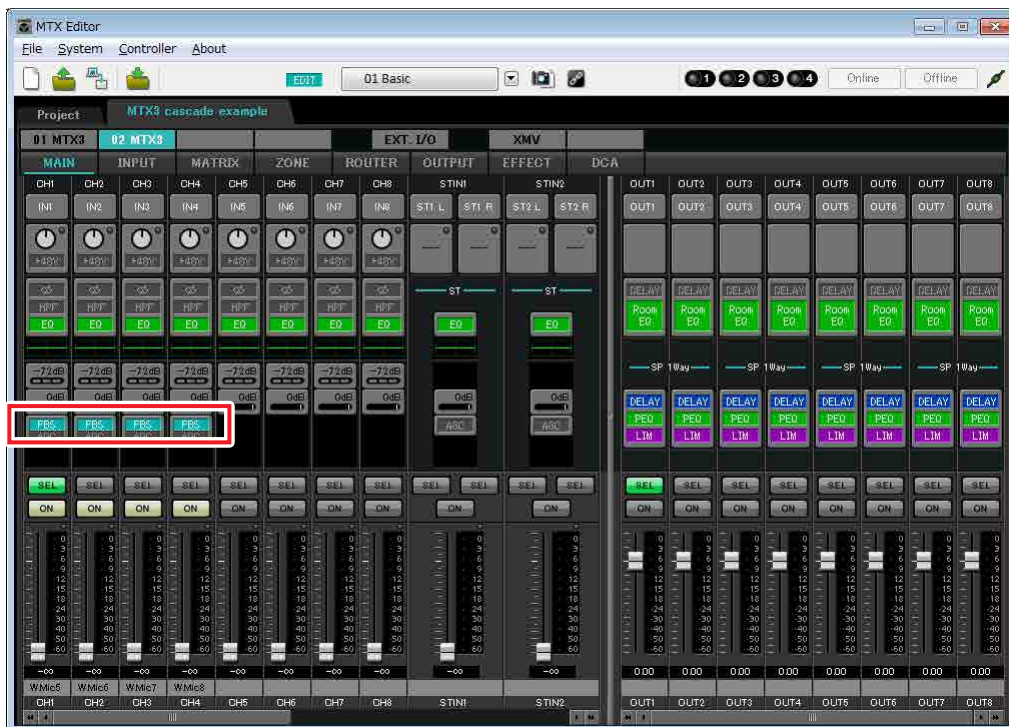 MTX Editor
File System Controller About
EDIT 01 Basic 1 2 3 4 Online Offline
Project MTX3 cascade example
01 MTX3 02 MTX3 EXT. I/O XMV
MAIN INPUT MATRIX ZONE ROUTER OUTPUT EFFECT DCA
CH1 CH2 CH3 CH4 CH5 CH6 CH7 CH8 STIN1 STIN2 OUT1 OUT2 OUT3 OUT4 OUT5 OUT6 OUT7 OUT8
IN1 IN2 IN3 IN4 IN5 IN6 IN7 IN8 ST1 L ST1 R ST2 L ST2 R OUT1 OUT2 OUT3 OUT4 OUT5 OUT6 OUT7 OUT8
+48V +48V +48V +48V +48V +48V +48V +48V
ST ST DELAY DELAY DELAY DELAY DELAY DELAY DELAY DELAY
HPF HPF HPF HPF HPF HPF HPF HPF Room EQ Room EQ Room EQ Room EQ Room EQ Room EQ Room EQ Room EQ
EQ EQ EQ EQ EQ EQ EQ EQ EQ EQ
-72dB -72dB -72dB -72dB -72dB -72dB -72dB -72dB SP 1Way SP 1Way SP 1Way SP 1Way
0dB 0dB 0dB 0dB 0dB 0dB 0dB 0dB 0dB 0dB DELAY DELAY DELAY DELAY DELAY DELAY DELAY DELAY
FBS FBS FBS FBS AGC AGC PEQ PEQ PEQ PEQ PEQ PEQ PEQ PEQ
LIM LIM LIM LIM LIM LIM LIM LIM
SEL SEL SEL SEL SEL SEL SEL SEL SEL SEL SEL SEL SEL SEL SEL SEL SEL SEL SEL SEL
ON ON ON ON ON ON ON ON ON ON ON ON ON ON ON ON ON ON
-∞ -∞ -∞ -∞ -∞ -∞ -∞ -∞ -∞ -∞ 0.00 0.00 0.00 0.00 0.00 0.00 0.00 0.00
W.Mic5 W.Mic6 W.Mic7 W.Mic8
CH1 CH2 CH3 CH4 CH5 CH6 CH7 CH8 STIN1 STIN2 OUT1 OUT2 OUT3 OUT4 OUT5 OUT6 OUT7 OUT8